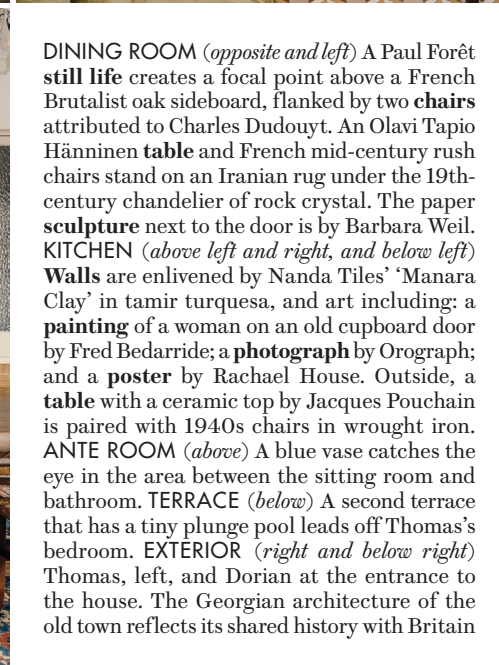 DINING ROOM (opposite and left) A Paul Forêt
still life creates a focal point above a French
Brutalist oak sideboard, flanked by two chairs
attributed to Charles Dudouyt. An Olavi Tapio
Hänninen table and French mid-century rush
chairs stand on an Iranian rug under the 19th-
century chandelier of rock crystal. The paper
sculpture next to the door is by Barbara Weil.
KITCHEN (above left and right, and below left)
Walls are enlivened by Nanda Tiles’ ‘Manara
Clay’ in tamir turquesa, and art including: a
painting of a woman on an old cupboard door
by Fred Bedarride; a photograph by Orograph;
and a poster by Rachael House. Outside, a
table with a ceramic top by Jacques Pouchain
is paired with 1940s chairs in wrought iron.
ANTE ROOM (above) A blue vase catches the
eye in the area between the sitting room and
bathroom. TERRACE (below) A second terrace
that has a tiny plunge pool leads off Thomas’s
bedroom. EXTERIOR (right and below right)
Thomas, left, and Dorian at the entrance to
the house. The Georgian architecture of the
old town reflects its shared history with Britain